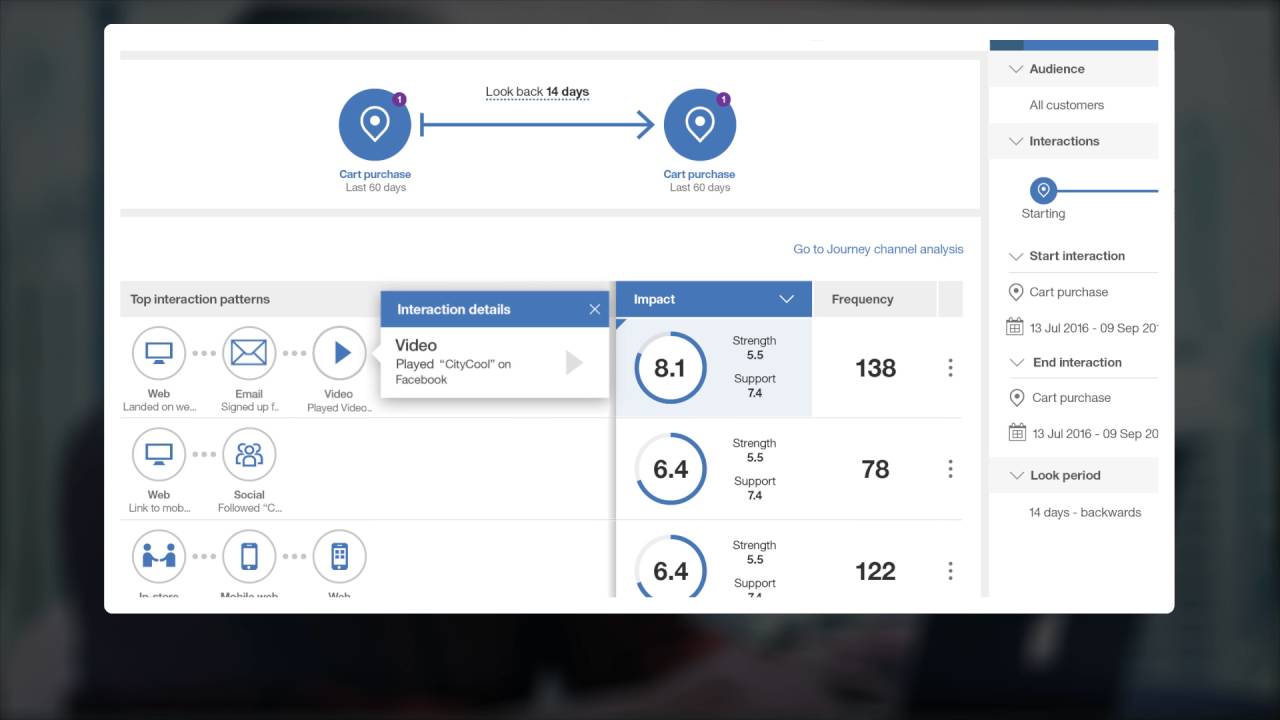 Look back 14 days
1
1
Cart purchase
Last 60 days
Cart purchase
Last 60 days
Go to Journey channel analysis
Top interaction patterns
Interaction details
Impact
Frequency
Video
Played “CityCool” on
Facebook
Web
Landed on we...
Email
Signed up f..
Video
Played Video..
8.1
Strength
5.5
Support
7.4
138
Web
Link to mob...
Social
Followed “C...
6.4
Strength
5.5
Support
7.4
78
In-store
Mobile web
Web
6.4
Strength
5.5
Support
7.4
122
Audience
All customers
Interactions
Starting
Start interaction
Cart purchase
13 Jul 2016 - 09 Sep 20
End interaction
Cart purchase
13 Jul 2016 - 09 Sep 20
Look period
14 days - backwards